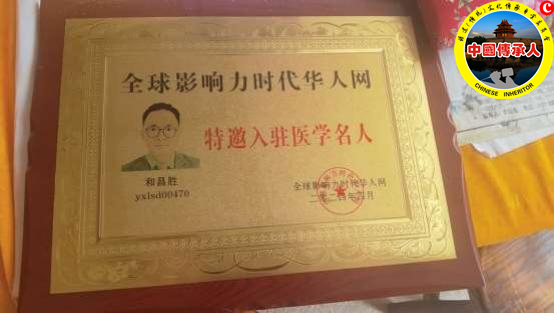 全球影响力时代华人网
特邀入驻医学名人
和昌胜
yxlsd00470
全球影响力时代华人网
二〇二四年四月
中國傳承人
CHINESE INHERITOR